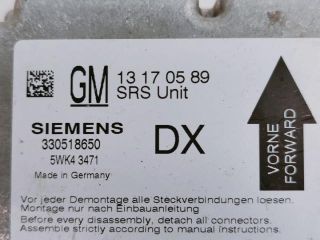 GM 13 17 05 89
SRS Unit
SIEMENS
330518650
5WK4 3471
Made in Germany
DX
VORNE
FORWARD
Vor jeder Demontage alle Steckverbindungen loesen.
Montage nur nach Einbauanleitung
Before every disassembly, detach all connectors.
Assemble strictly according to manual instructions